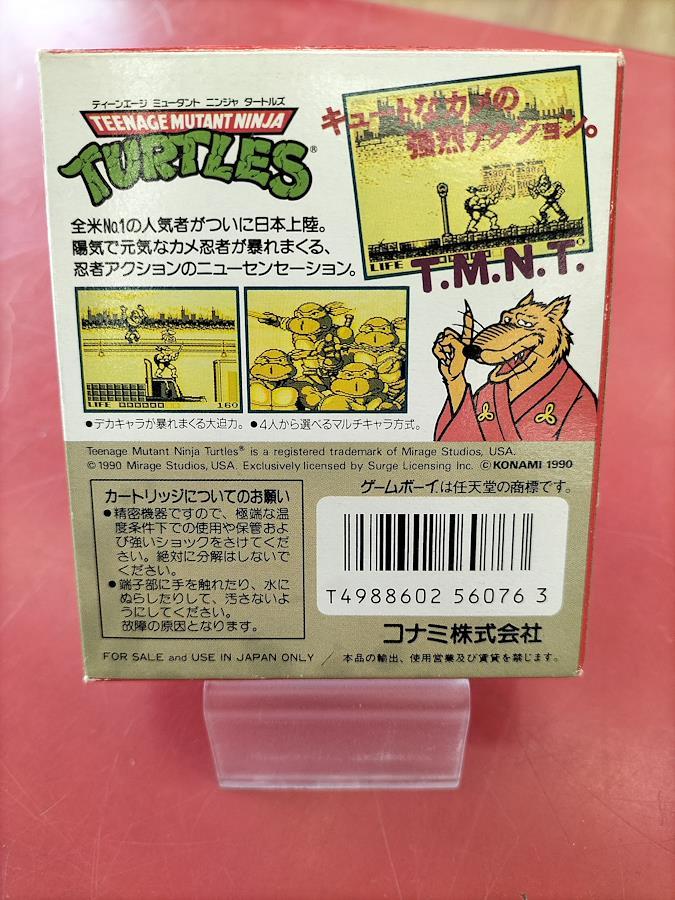 ティーンエージ ミュータント ニンジャ タートルズ
TEENAGE MUTANT NINJA
TURTLES®
キュートなカメの
強烈アクション。
全米No.1の人気者がついに日本上陸。
陽気で元気なカメ忍者が暴れまくる、
忍者アクションのニューセンセーション。
LIFE
T.M.N.T.
LIFE 160
●デカキャラが暴れまくる大迫力。
●4人から選べるマルチキャラ方式。
Teenage Mutant Ninja Turtles® is a registered trademark of Mirage Studios, USA.
©1990 Mirage Studios, USA. Exclusively licensed by Surge Licensing Inc. ©KONAMI 1990
ゲームボーイは任天堂の商標です。
カートリッジについてのお願い
●精密機器ですので、極端な温
度条件下での使用や保管およ
び強いショックをさけてくだ
さい。絶対に分解はしないで
ください。
●端子部に手を触れたり、水に
ぬらしたりして、汚さないよ
うにしてください。
故障の原因となります。
T4988602 56076 3
コナミ株式会社
FOR SALE and USE IN JAPAN ONLY / 本品の輸出、使用営業及び賃貸を禁じます。